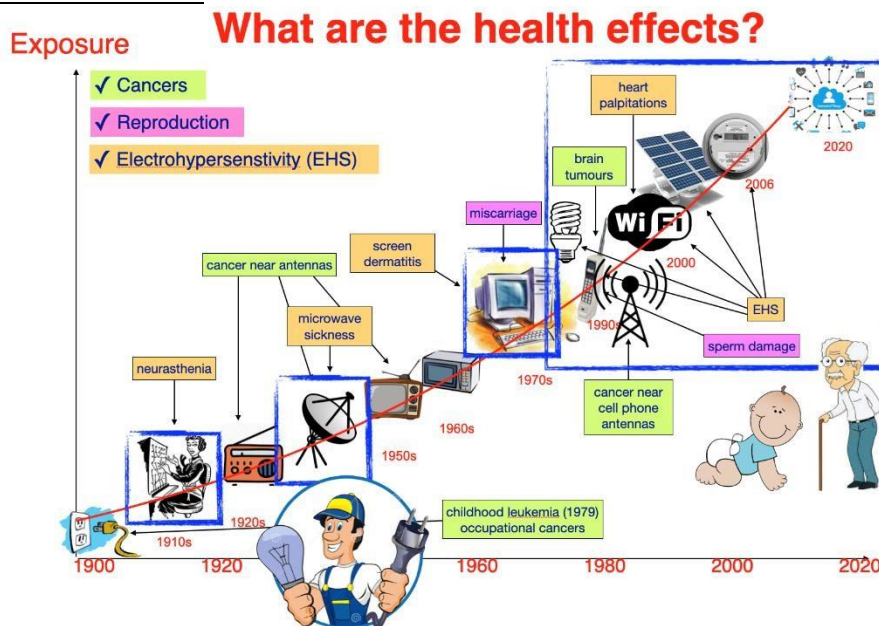 What are the health effects?
Exposure
✓ Cancers
✓ Reproduction
✓ Electrohypersenstivity (EHS)
heart
palpitations
brain
tumours
2020
2006
miscarriage
WiFi
2000
screen
dermatitis
cancer near antennas
microwave
sickness
1990s
EHS
sperm damage
neurasthenia
1970s
cancer near
cell phone
antennas
1960s
1950s
1920s
1910s
childhood leukemia (1979)
occupational cancers
1900
1920
1940
1960
1980
2000
2020